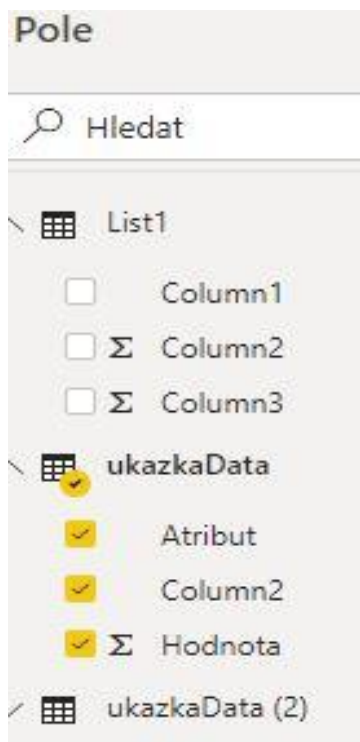 Pole
Hledat
List1
Column1
Σ Column2
Σ Column3
ukazkaData
Atribut
Column2
Σ Hodnota
ukazkaData (2)